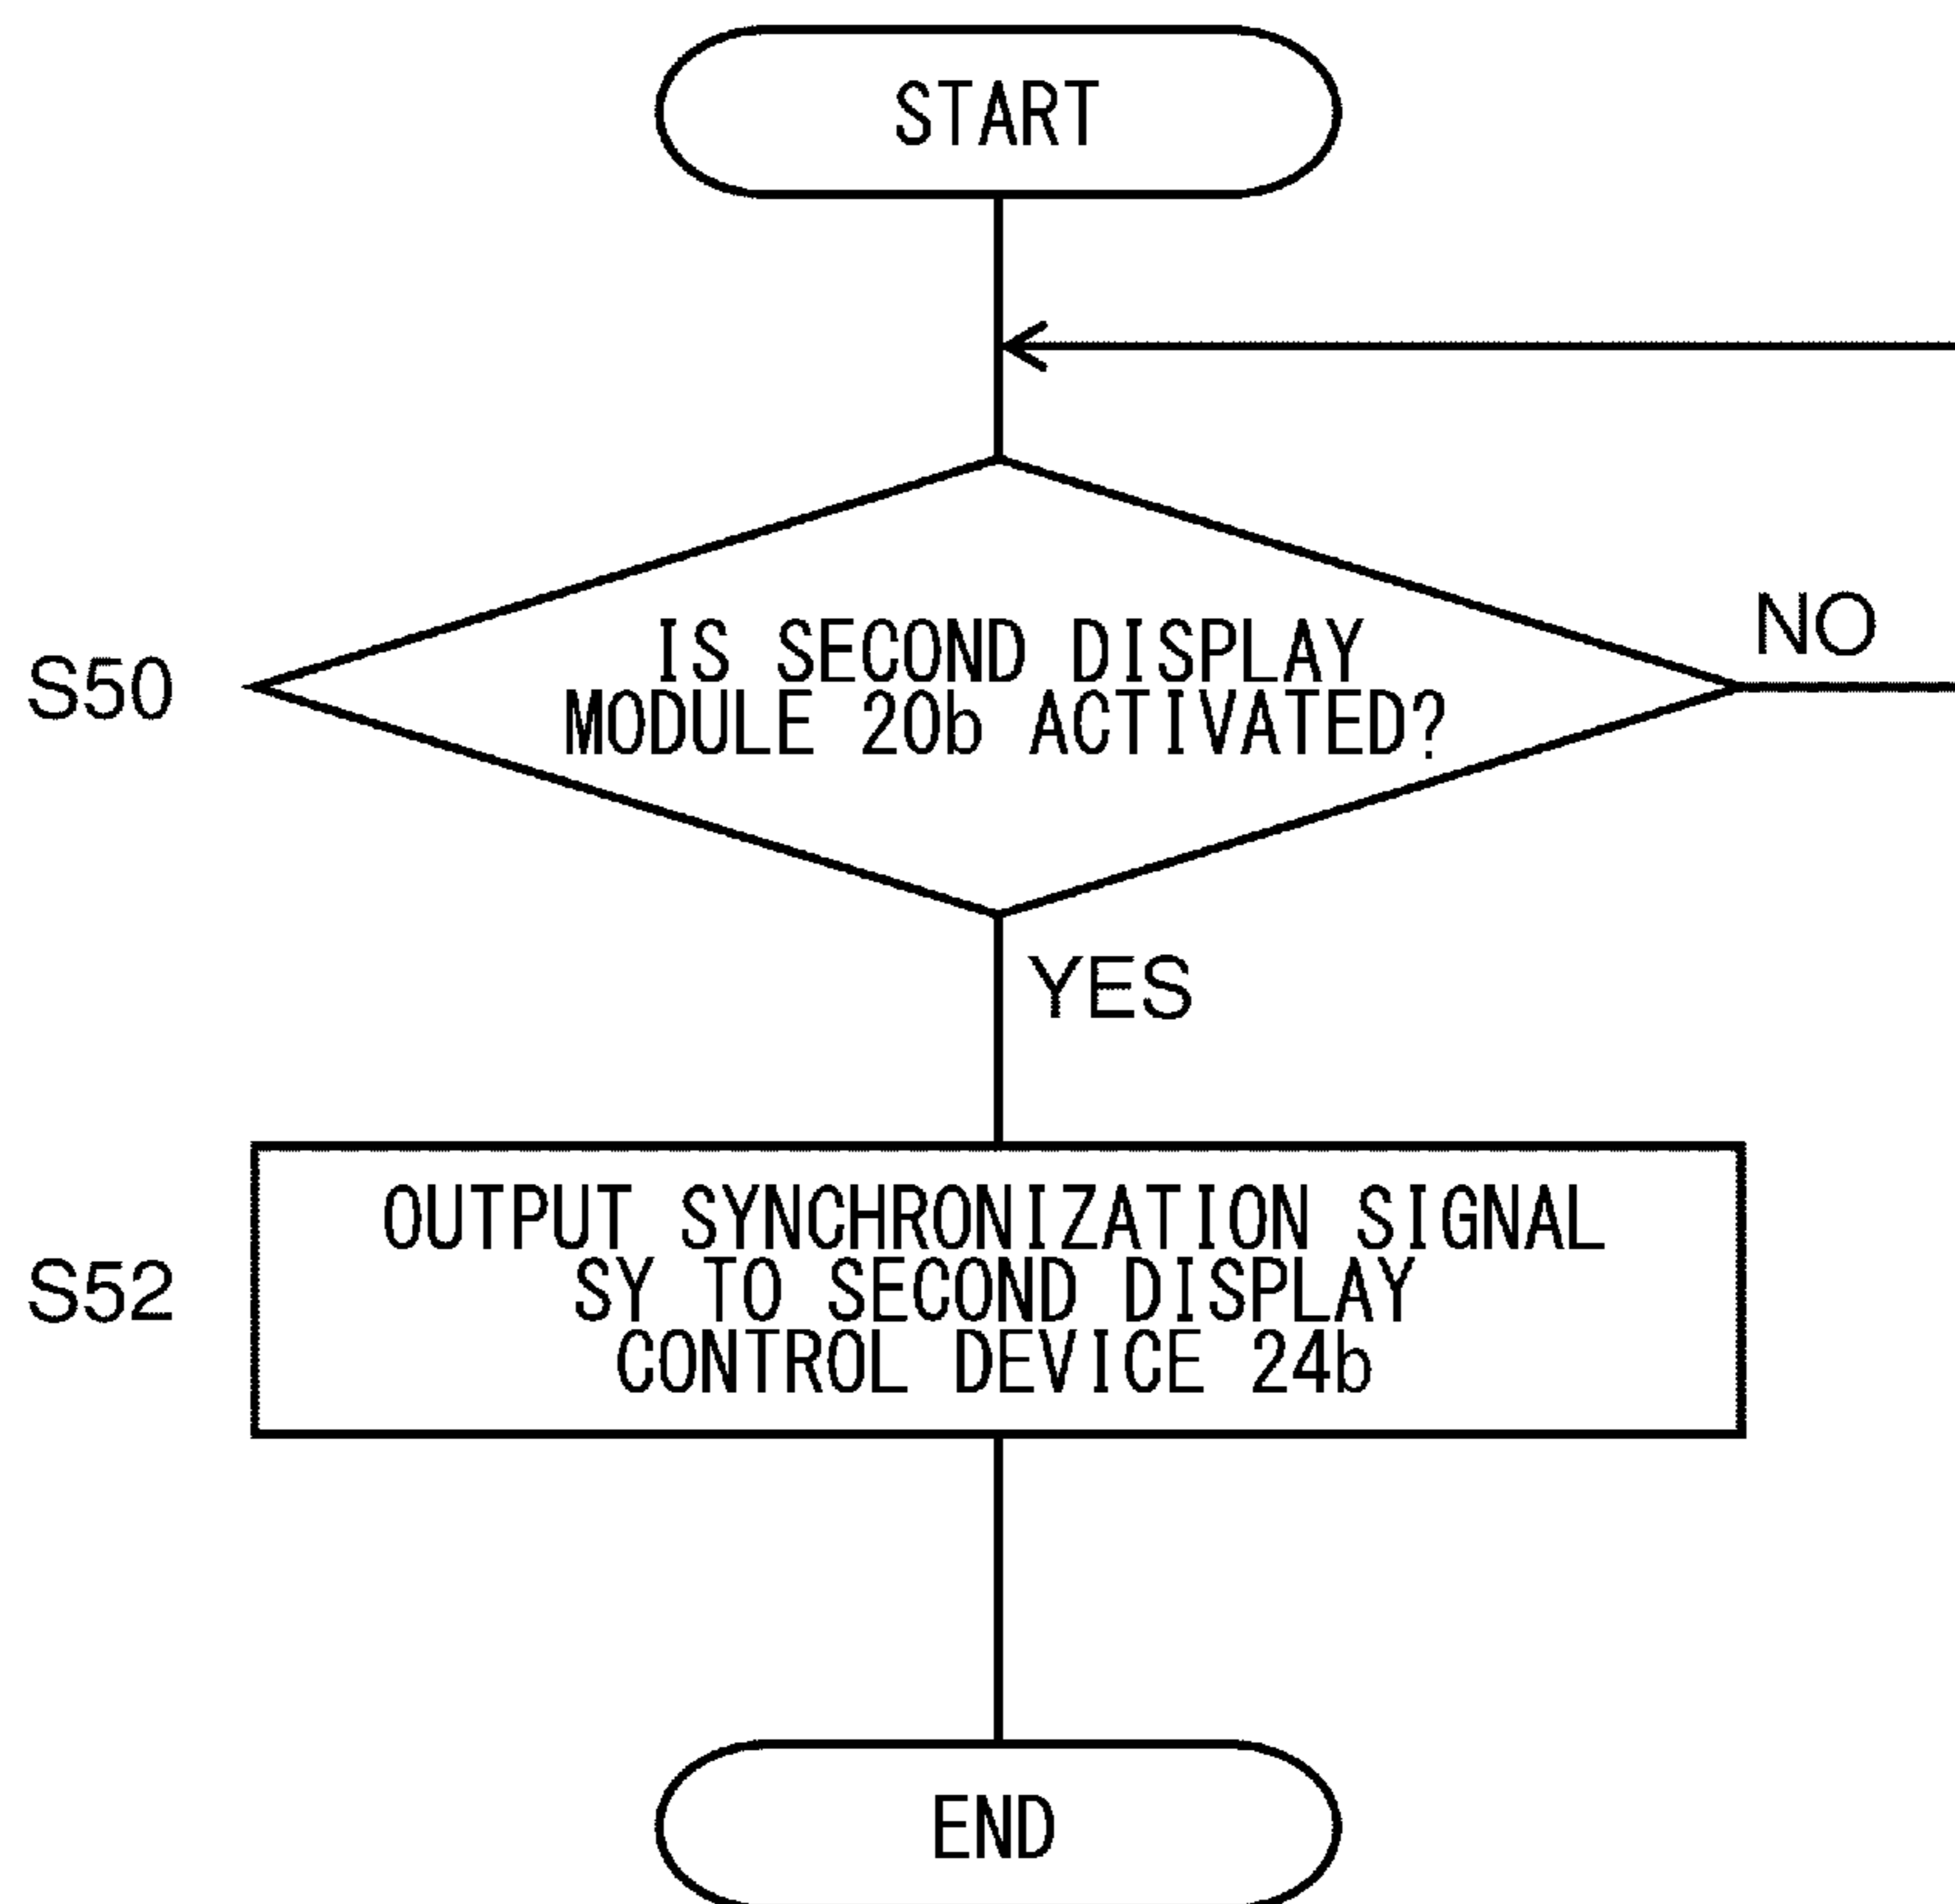 START
S50
IS SECOND DISPLAY
MODULE 20b ACTIVATED?
NO
YES
S52
OUTPUT SYNCHRONIZATION SIGNAL
SY TO SECOND DISPLAY
CONTROL DEVICE 24b
END